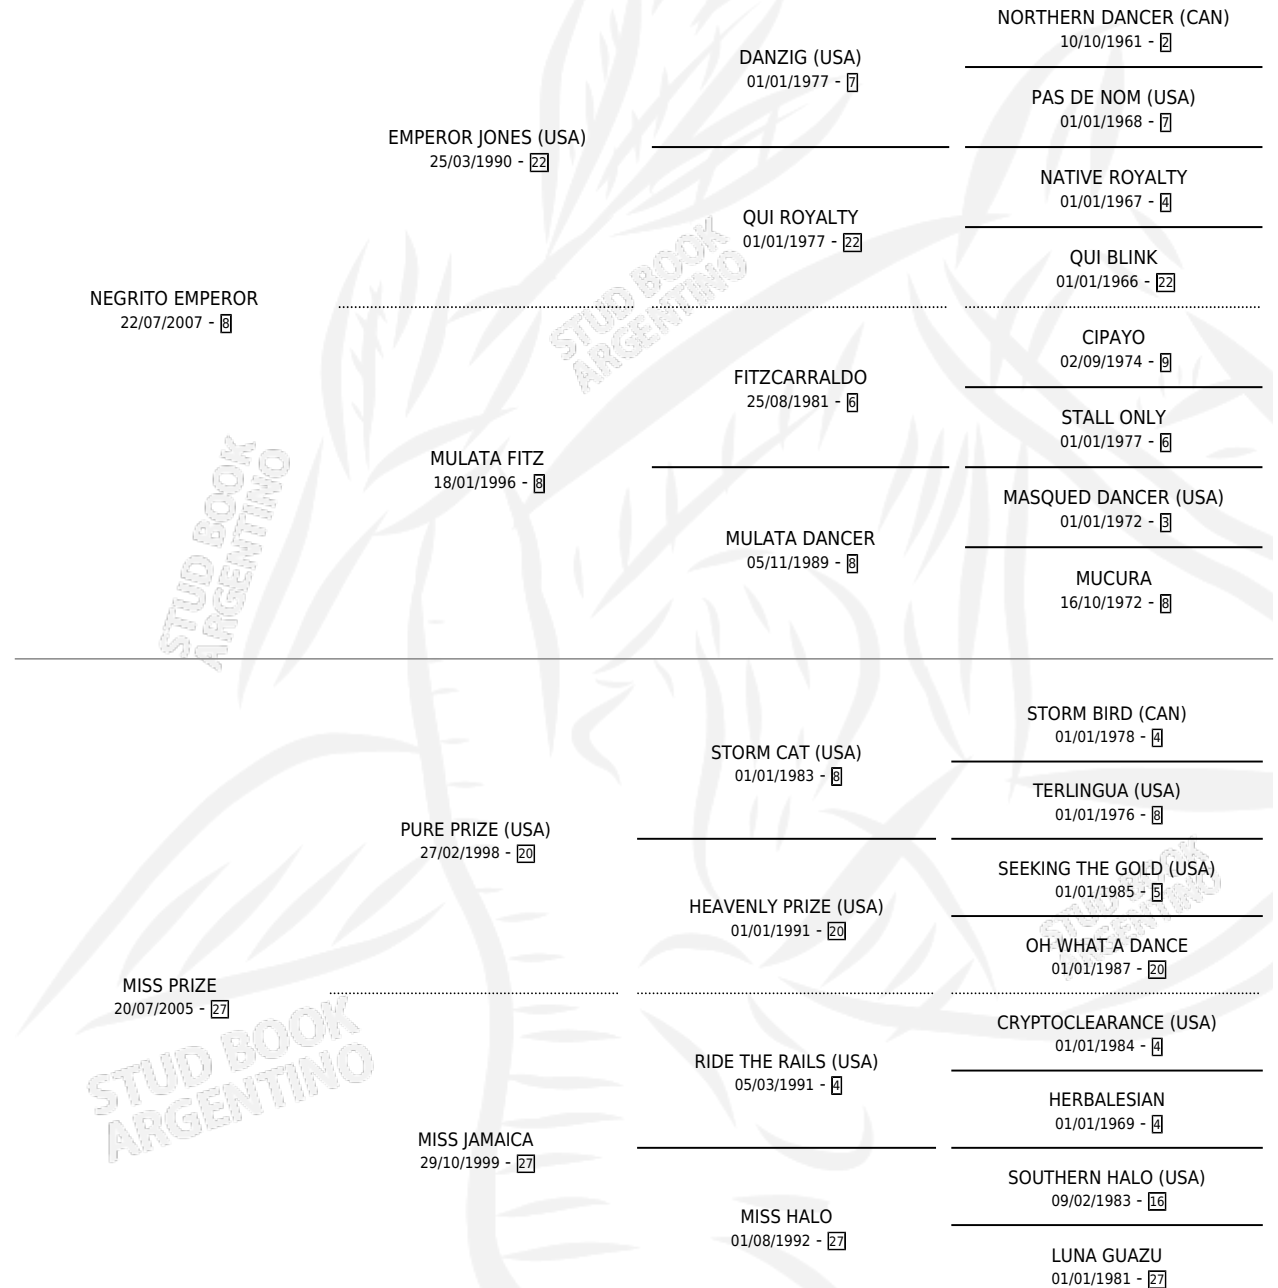 NORTHERN DANCER (CAN)
10/10/1961 - 2
DANZIG (USA)
01/01/1977 - 7
PAS DE NOM (USA)
01/01/1968 - 7
EMPEROR JONES (USA)
25/03/1990 - 22
NATIVE ROYALTY
01/01/1967 - 4
QUI ROYALTY
01/01/1977 - 22
QUI BLINK
01/01/1966 - 22
NEGRITO EMPEROR
22/07/2007 - 8
STUD BOOK
ARGENTINO
CIPAYO
02/09/1974 - 9
FITZCARRALDO
25/08/1981 - 6
STALL ONLY
01/01/1977 - 6
MULATA FITZ
18/01/1996 - 8
MASQUED DANCER (USA)
01/01/1972 - 3
MULATA DANCER
05/11/1989 - 8
MUCURA
16/10/1972 - 8
STUD BOOK
ARGENTINO
STORM BIRD (CAN)
01/01/1978 - 4
STORM CAT (USA)
01/01/1983 - 8
TERLINGUA (USA)
01/01/1976 - 8
PURE PRIZE (USA)
27/02/1998 - 20
SEEKING THE GOLD (USA)
01/01/1985 - 5
HEAVENLY PRIZE (USA)
01/01/1991 - 20
STUD BOOK
ARGENTINO
OH WHAT A DANCE
01/01/1987 - 20
MISS PRIZE
20/07/2005 - 27
CRYPTOCLEARANCE (USA)
01/01/1984 - 4
RIDE THE RAILS (USA)
05/03/1991 - 4
HERBALESIAN
01/01/1969 - 4
STUD BOOK
ARGENTINO
MISS JAMAICA
29/10/1999 - 27
SOUTHERN HALO (USA)
09/02/1983 - 16
MISS HALO
01/08/1992 - 27
LUNA GUAZU
01/01/1981 - 27